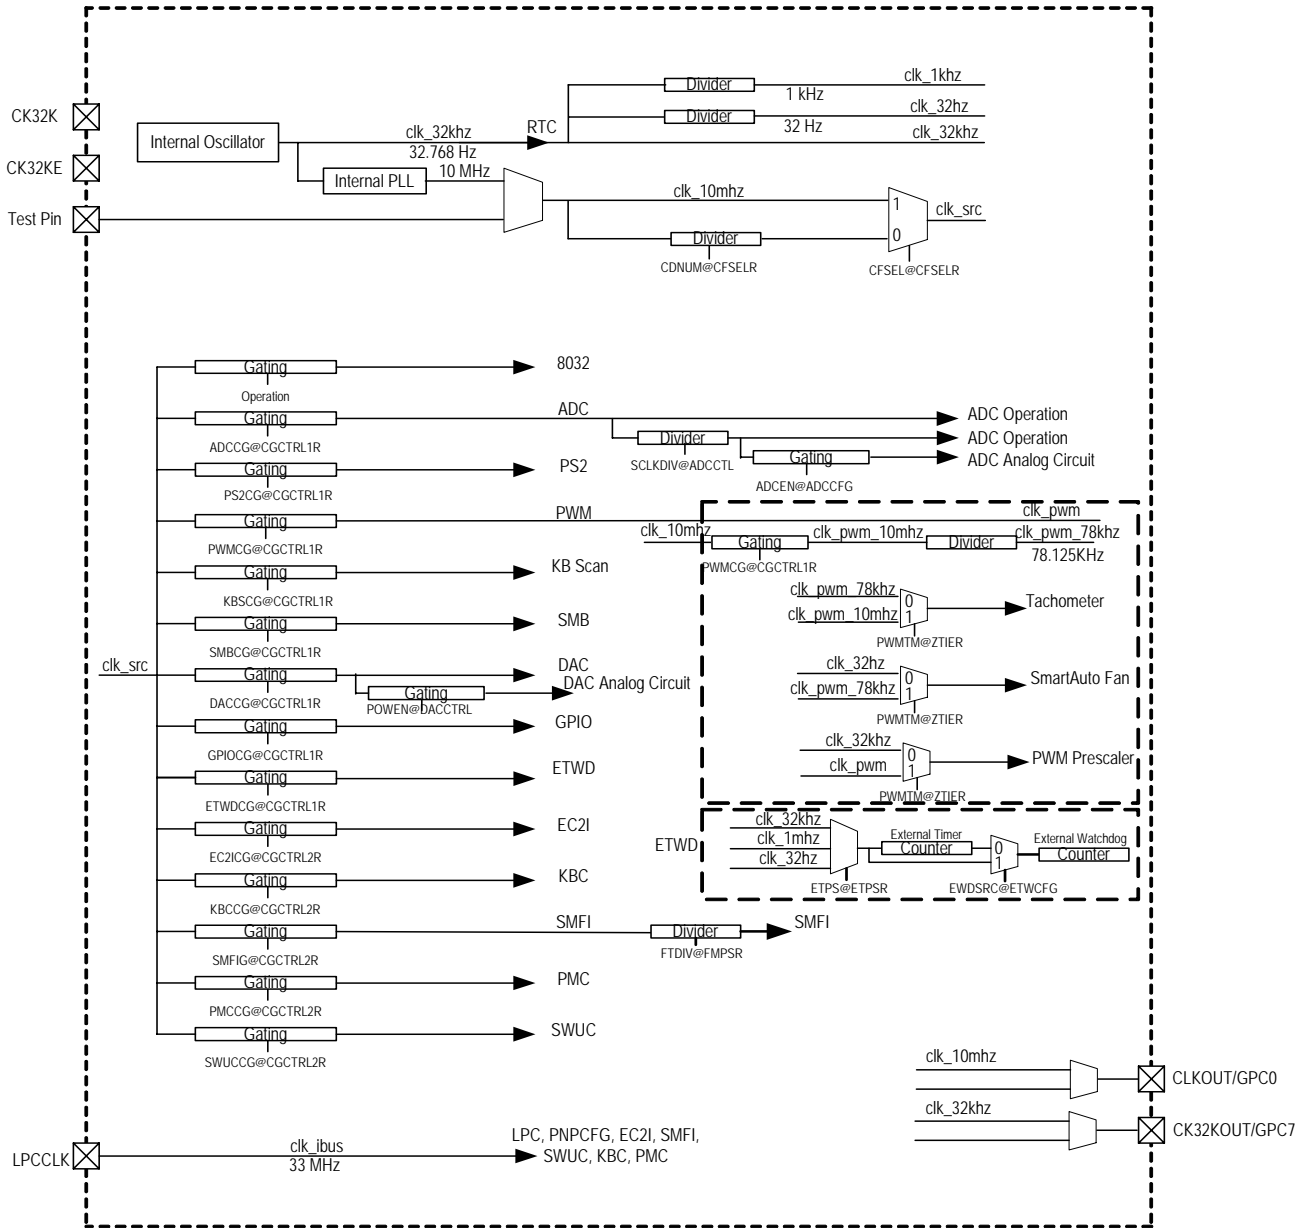 clk_1khz
Divider
1 kHz
CK32K
clk_32hz
Divider
32 Hz
RTC
clk_32khz
clk_32khz
Internal Oscillator
32.768 Hz
CK32KE
10 MHz
Internal PLL
clk_10mhz
1
clk_src
Test Pin
0
Divider
CDNUM@CFSELR
CFSEL@CFSELR
Gating
8032
Operation
Gating
ADC
ADC Operation
ADCCG@CGCTRL1R
Divider
ADC Operation
SCLKDIV@ADCCTL
Gating
ADC Analog Circuit
ADCEN@ADCCFG
Gating
PS2
PS2CG@CGCTRL1R
Gating
PWM
clk_pwm
PWMCG@CGCTRL1R
clk_10mhz
Gating
clk_pwm_10mhz
Divider
clk_pwm_78khz
78.125KHz
PWMCG@CGCTRL1R
Gating
KB Scan
KBSCG@CGCTRL1R
clk_pwm_78khz
0
Tachometer
clk_pwm_10mhz
1
PWMTM@ZTIER
Gating
SMB
SMBCG@CGCTRL1R
clk_src
Gating
DAC
DACCG@CGCTRL1R
Gating
DAC Analog Circuit
POWEN@DACCTRL
clk_32hz
0
SmartAuto Fan
clk_pwm_78khz
1
PWMTM@ZTIER
Gating
GPIO
GPIOCG@CGCTRL1R
clk_32khz
0
PWM Prescaler
clk_pwm
1
PWMTM@ZTIER
Gating
ETWD
ETWDCG@CGCTRL1R
Gating
EC2I
EC2ICG@CGCTRL2R
ETWD
clk_32khz
clk_1mhz
clk_32hz
External Timer
Counter
0
1
External Watchdog
Counter
ETPS@ETPSR
EWDSRC@ETWCFG
Gating
KBC
KBCCG@CGCTRL2R
Gating
SMFI
Divider
SMFI
SMFIG@CGCTRL2R
FTDIV@FMPSR
Gating
PMC
PMCCG@CGCTRL2R
Gating
SWUC
SWUCCG@CGCTRL2R
clk_10mhz
CLKOUT/GPC0
clk_32khz
CK32KOUT/GPC7
LPCCLK
clk_ibus
33 MHz
LPC, PNPCFG, EC2I, SMFI,
SWUC, KBC, PMC